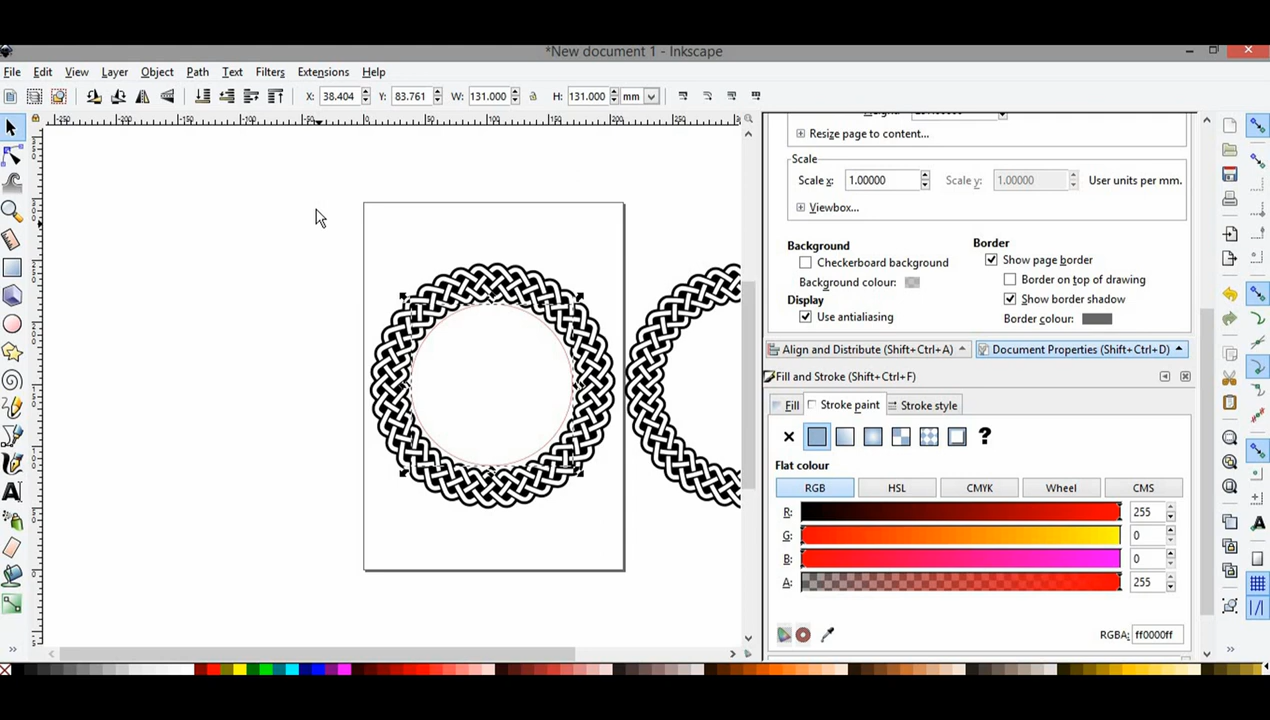 *New document 1 - Inkscape
File Edit View Layer Object Path Text Filters Extensions Help
X: 38.404 Y: 83.761 W: 131.000 H: 131.000 mm
Resize page to content...
Scale
Scale x: 1.00000 Scale y: 1.00000 User units per mm.
Viewbox...
Background
Checkerboard background
Background colour:
Display
Use antialiasing
Border
Show page border
Border on top of drawing
Show border shadow
Border colour:
Align and Distribute (Shift+Ctrl+A) Document Properties (Shift+Ctrl+D)
Fill and Stroke (Shift+Ctrl+F)
Fill Stroke paint Stroke style
?
Flat colour
RGB HSL CMYK Wheel CMS
R: 255
G: 0
B: 0
A: 255
RGBA: ff0000ff